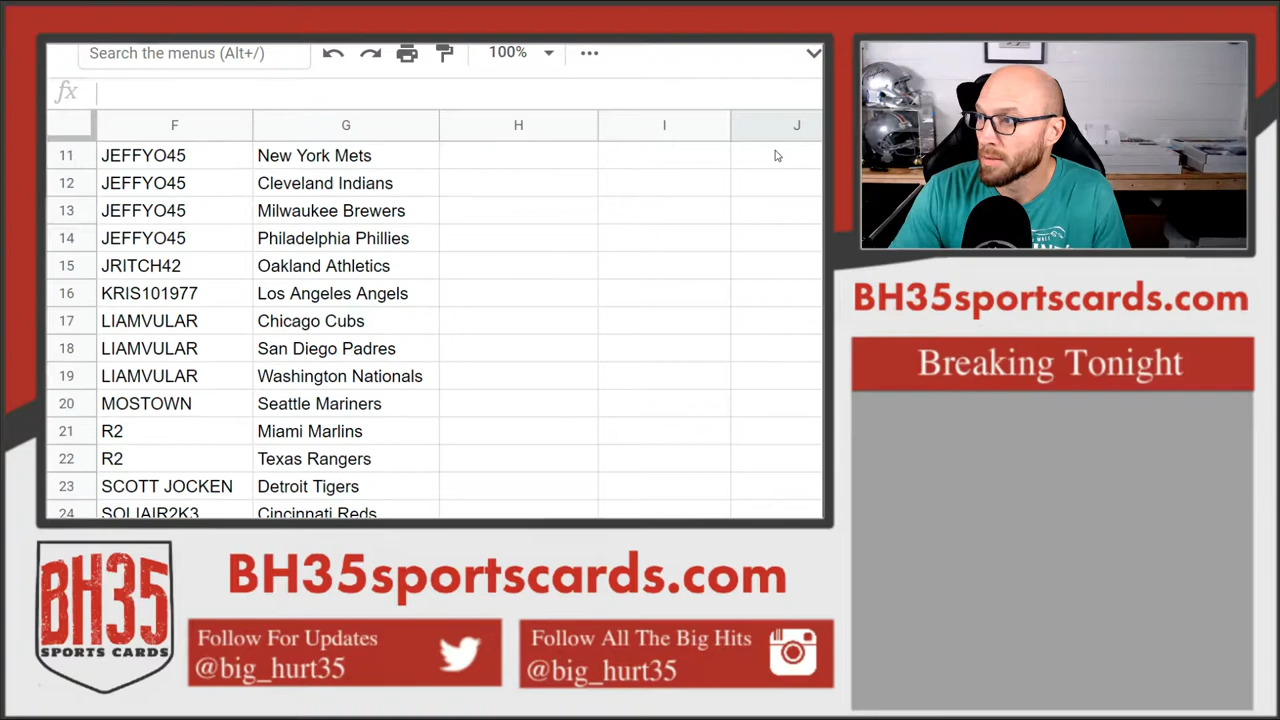 Search the menus (Alt+/)
100%
fx
F G H I J
11 JEFFYO45 New York Mets
12 JEFFYO45 Cleveland Indians
13 JEFFYO45 Milwaukee Brewers
14 JEFFYO45 Philadelphia Phillies
15 JRITCH42 Oakland Athletics
16 KRIS101977 Los Angeles Angels
17 LIAMVULAR Chicago Cubs
18 LIAMVULAR San Diego Padres
19 LIAMVULAR Washington Nationals
20 MOSTOWN Seattle Mariners
21 R2 Miami Marlins
22 R2 Texas Rangers
23 SCOTT JOCKEN Detroit Tigers
24 SOLIAIR2K3 Cincinnati Reds
BH35sportscards.com
Breaking Tonight
BH35
SPORTS CARDS
BH35sportscards.com
Follow For Updates
@big_hurt35
Follow All The Big Hits
@big_hurt35